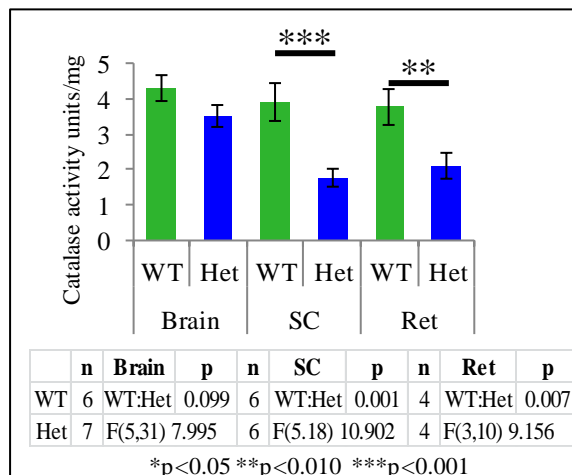 *** 
**
5
4
3
2
1
0
Catalase activity units/mg
WT Het WT Het WT Het
Brain SC Ret
n Brain p n SC p n Ret p
WT 6 WT:Het 0.099 6 WT:Het 0.001 4 WT:Het 0.007
Het 7 F(5,31) 7.995 6 F(5.18) 10.902 4 F(3,10) 9.156
*p<0.05 **p<0.010 ***p<0.001